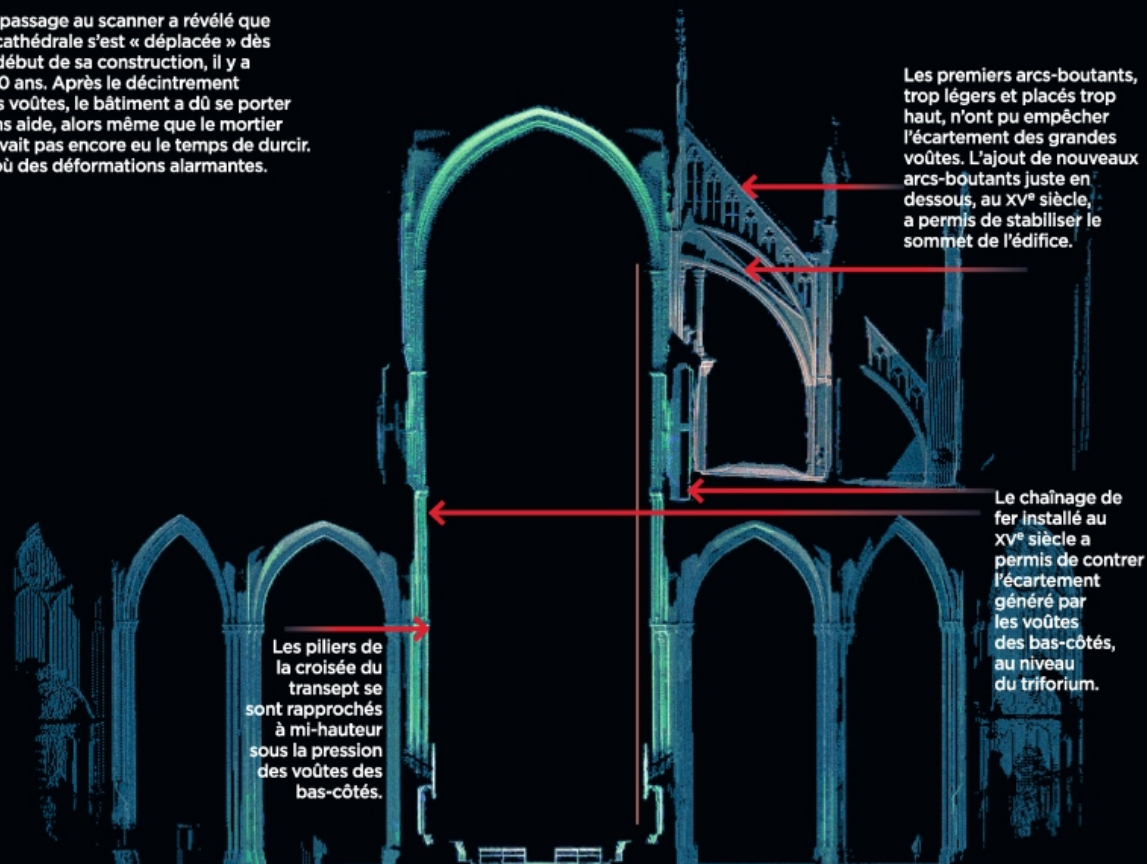 passage au scanner a révélé que
cathédrale s'est « déplacée » dès
début de sa construction, il y a
0 ans. Après le décintrement
s voûtes, le bâtiment a dû se porter
ns aide, alors même que le mortier
vait pas encore eu le temps de durcir.
où des déformations alarmantes.
Les premiers arcs-boutants,
trop légers et placés trop
haut, n'ont pu empêcher
l'écartement des grandes
voûtes. L'ajout de nouveaux
arcs-boutants juste en
dessous, au XVe siècle,
a permis de stabiliser le
sommet de l'édifice.
Le chaînage de
fer installé au
XVe siècle a
permis de contrer
l'écartement
généré par
les voûtes
des bas-côtés,
au niveau
du triforium.
Les piliers de
la croisée du
transept se
sont rapprochés
à mi-hauteur
sous la pression
des voûtes des
bas-côtés.